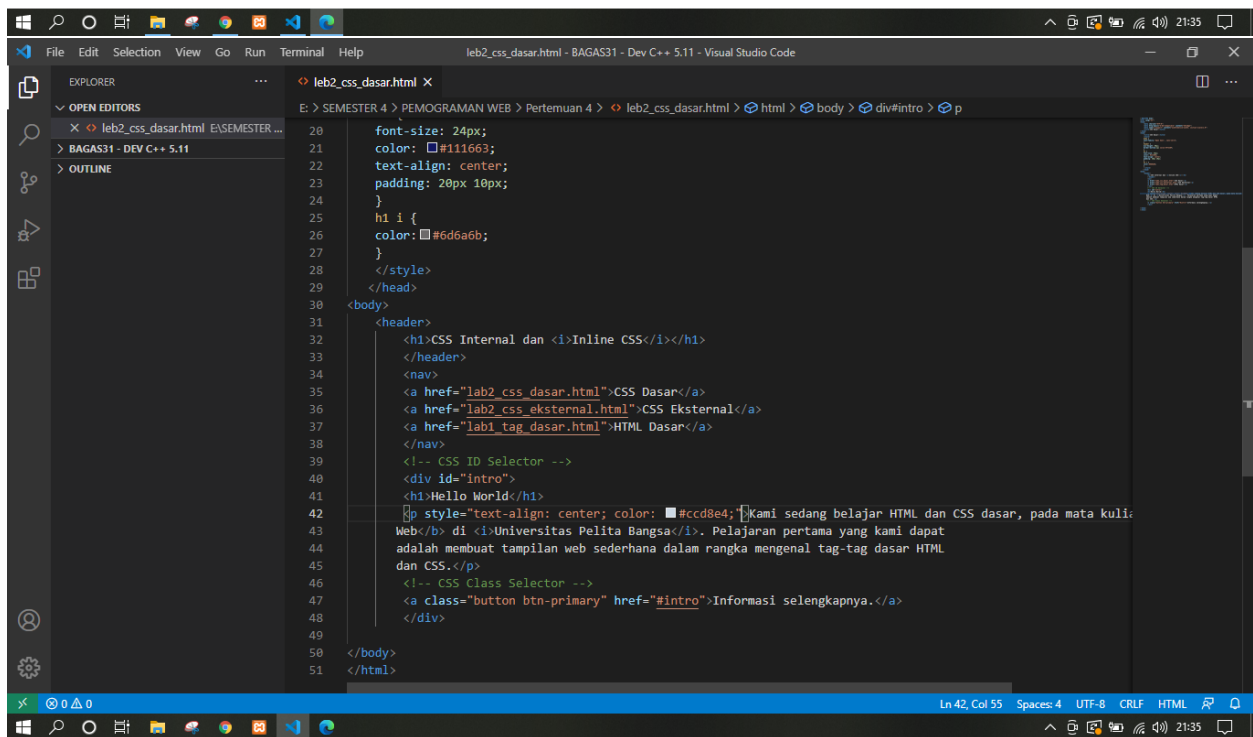 21:35
File Edit Selection View Go Run Terminal Help leb2_css_dasar.html - BAGAS31 - Dev C++ 5.11 - Visual Studio Code
EXPLORER ··· leb2_css_dasar.html
OPEN EDITORS E: > SEMESTER 4 > PEMOGRAMAN WEB > Pertemuan 4 > leb2_css_dasar.html > html > body > div#intro > p
leb2_css_dasar.html E:\SEMESTER ...
BAGAS31 - DEV C++ 5.11
OUTLINE
20 font-size: 24px;
21 color: #111663;
22 text-align: center;
23 padding: 20px 10px;
24 }
25 h1 i {
26 color: #6d6a6b;
27 }
28 </style>
29 </head>
30 <body>
31 <header>
32 <h1>CSS Internal dan <i>Inline CSS</i></h1>
33 </header>
34 <nav>
35 <a href="lab2_css_dasar.html">CSS Dasar</a>
36 <a href="lab2_css_eksternal.html">CSS Eksternal</a>
37 <a href="lab1_tag_dasar.html">HTML Dasar</a>
38 </nav>
39 <!-- CSS ID Selector -->
40 <div id="intro">
41 <h1>Hello World</h1>
42 <p style="text-align: center; color: #ccd8e4;">Kami sedang belajar HTML dan CSS dasar, pada mata kulia
43 Web</b> di <i>Universitas Pelita Bangsa</i>. Pelajaran pertama yang kami dapat
44 adalah membuat tampilan web sederhana dalam rangka mengenal tag-tag dasar HTML
45 dan CSS.</p>
46 <!-- CSS Class Selector -->
47 <a class="button btn-primary" href="#intro">Informasi selengkapnya.</a>
48 </div>
49
50 </body>
51 </html>
0 0 Ln 42, Col 55 Spaces: 4 UTF-8 CRLF HTML
21:35